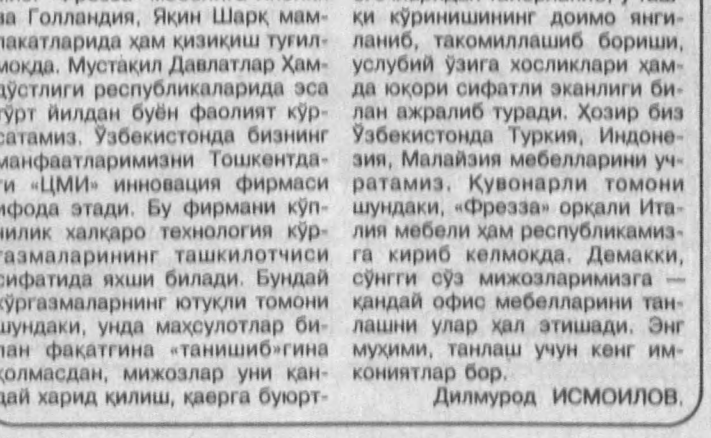 ва Голландия, Яқин Шарқ мам-
лакатларида ҳам қизиқиш туғил-
моқда. Мустақил Давлатлар Ҳам-
дўстлиги республикаларида эса
тўрт йилдан буён фаолият кўр-
сатамиз. Ўзбекистонда бизнинг
манфаатларимизни Тошкентда-
ги «ЦМИ» инновация фирмаси
ифода этади. Бу фирмани кўп-
чилик халқаро технология кўр-
газмаларининг ташкилотчиси
сифатида яхши билади. Бундай
кўргазмаларнинг ютуқли томони
шундаки, унда маҳсулотлар би-
лан фақатгина «танишиб»гина
қолмасдан, мижозлар уни қан-
дай харид қилиш, қаерга буюрт-
қи кўринишининг доимо янги-
ланиб, такомиллашиб бориши,
услубий ўзига хосликлари ҳам-
да юқори сифатли эканлиги би-
лан ажралиб туради. Ҳозир биз
Ўзбекистонда Туркия, Индоне-
зия, Малайзия мебелларини уч-
ратамиз. Қувонарли томони
шундаки, «Фрезза» орқали Ита-
лия мебели ҳам республикамиз-
га кириб келмоқда. Демакки,
сўнгги сўз мижозларимизга —
қандай офис мебелларини тан-
лашни улар ҳал этишади. Энг
муҳими, танлаш учун кенг им-
кониятлар бор.
Дилмурод ИСМОИЛОВ.